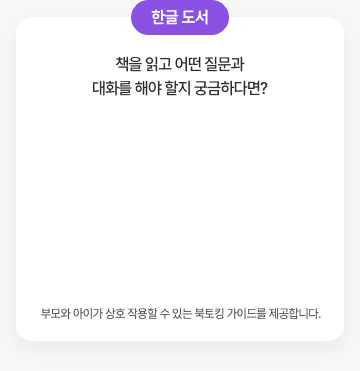 한글 도서
책을 읽고 어떤 질문과
대화를 해야 할지 궁금하다면?
부모와 아이가 상호 작용할 수 있는 북토킹 가이드를 제공합니다.